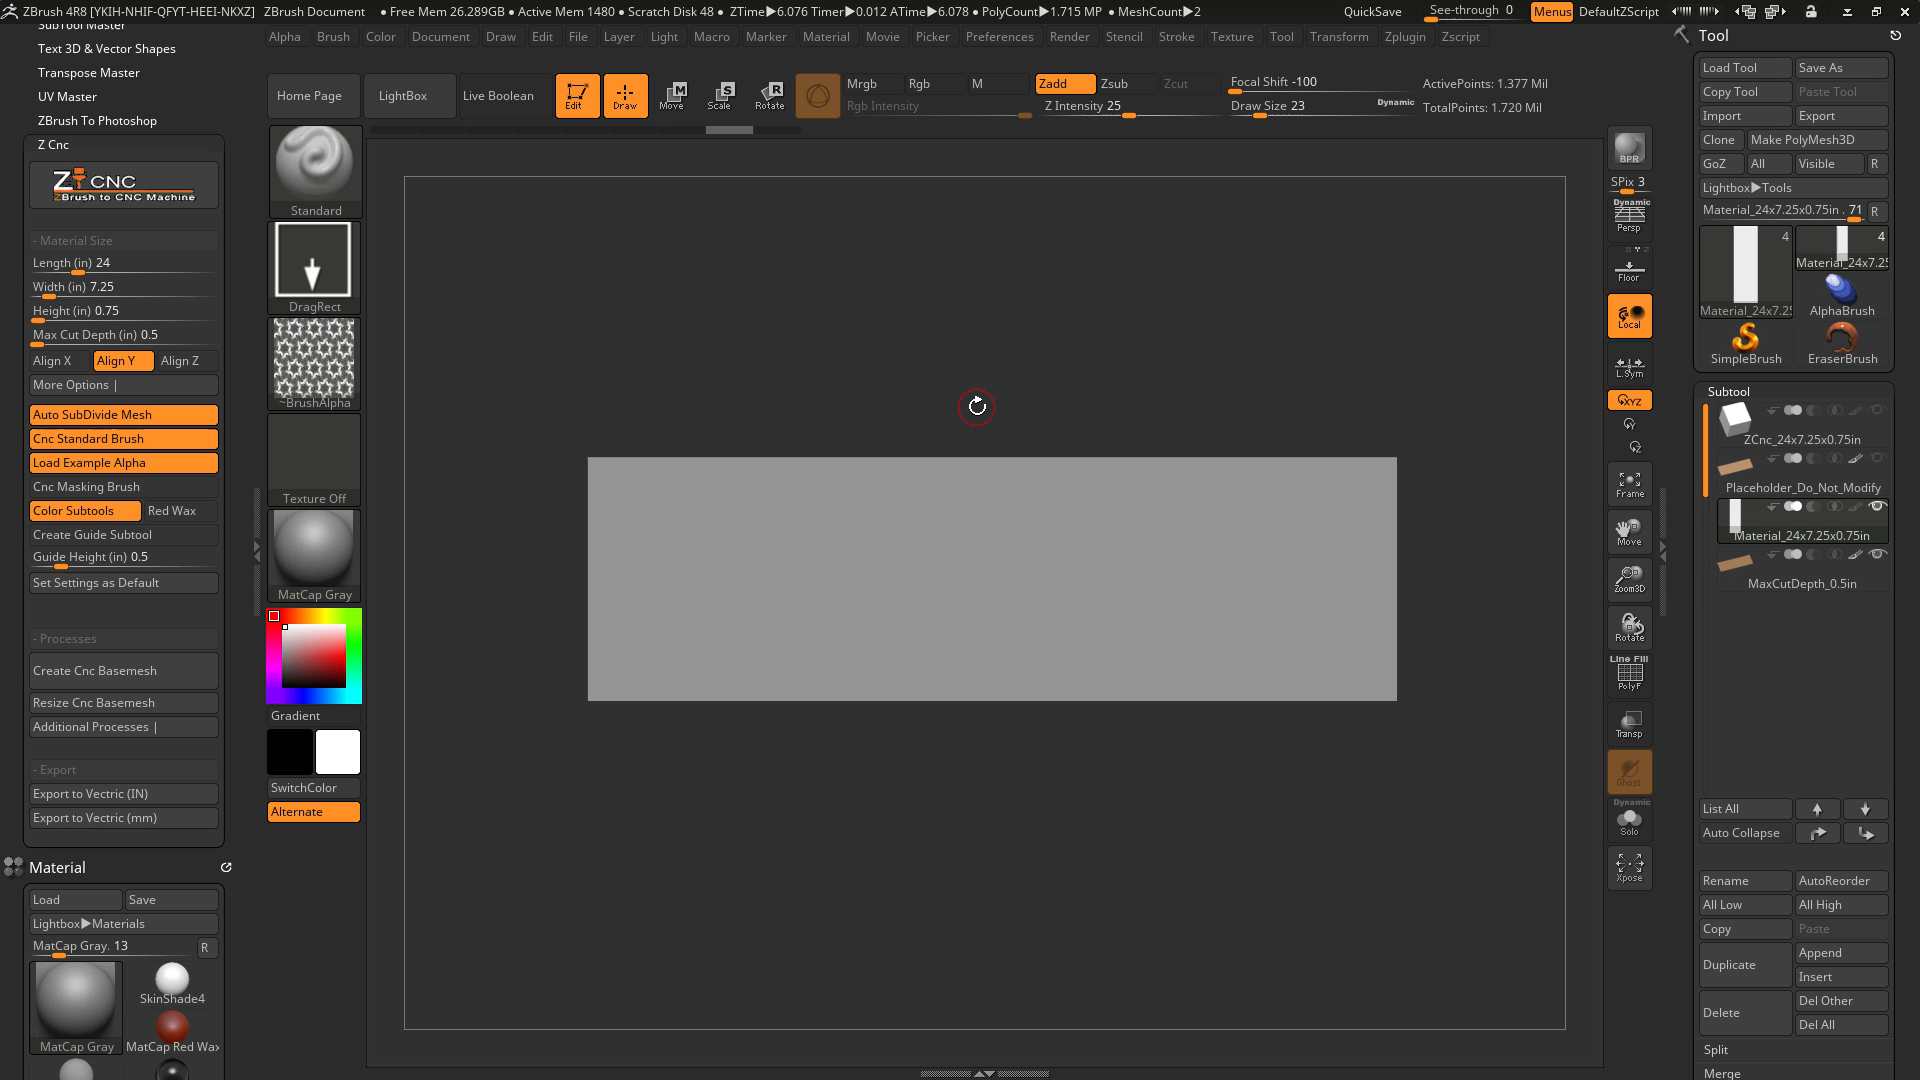 ZBrush 4R8 [YKIH-NHIF-QFYT-HEEI-NKXZ] ZBrush Document ● Free Mem 26.289GB ● Active Mem 1480 ● Scratch Disk 48 ● ZTime▶6.076 Timer▶0.012 ATime▶6.078 ● PolyCount▶1.715 MP ● MeshCount▶2 QuickSave See-through 0 Menus DefaultZScript
Alpha Brush Color Document Draw Edit File Layer Light Macro Marker Material Movie Picker Preferences Render Stencil Stroke Texture Tool Transform Zplugin Zscript
SubTool Master
Text 3D & Vector Shapes
Transpose Master
UV Master
ZBrush To Photoshop
Z Cnc
Z CNC
ZBrush to CNC Machine
- Material Size
Length (in) 24
Width (in) 7.25
Height (in) 0.75
Max Cut Depth (in) 0.5
Align X Align Y Align Z
More Options |
Auto SubDivide Mesh
Cnc Standard Brush
Load Example Alpha
Cnc Masking Brush
Color Subtools Red Wax
Create Guide Subtool
Guide Height (in) 0.5
Set Settings as Default
- Processes
Create Cnc Basemesh
Resize Cnc Basemesh
Additional Processes |
- Export
Export to Vectric (IN)
Export to Vectric (mm)
Material
Load Save
Lightbox▶Materials
MatCap Gray. 13 R
SkinShade4
MatCap Gray MatCap Red Wax
Home Page LightBox Live Boolean Edit Draw Move Scale Rotate
M S R
Mrgb Rgb M Zadd Zsub Zcut
Rgb Intensity Z Intensity 25
Focal Shift -100
Draw Size 23 Dynamic
ActivePoints: 1.377 Mil
TotalPoints: 1.720 Mil
Standard
DragRect
~BrushAlpha
Texture Off
MatCap Gray
Gradient
SwitchColor
Alternate
BPR
SPix 3
Dynamic
Persp
Floor
Local
L.Sym
XYZ
Y
Z
Frame
Move
Zoom3D
Rotate
Line Fill
PolyF
Transp
Ghost
Dynamic
Solo
Xpose
Tool
Load Tool Save As
Copy Tool Paste Tool
Import Export
Clone Make PolyMesh3D
GoZ All Visible R
Lightbox▶Tools
Material_24x7.25x0.75in . 71 R
4 4
Material_24x7.25
Material_24x7.25 AlphaBrush
SimpleBrush EraserBrush
Subtool
ZCnc_24x7.25x0.75in
Placeholder_Do_Not_Modify
Material_24x7.25x0.75in
MaxCutDepth_0.5in
List All
Auto Collapse
Rename AutoReorder
All Low All High
Copy Paste
Duplicate Append
Insert
Delete Del Other
Del All
Split
Merge